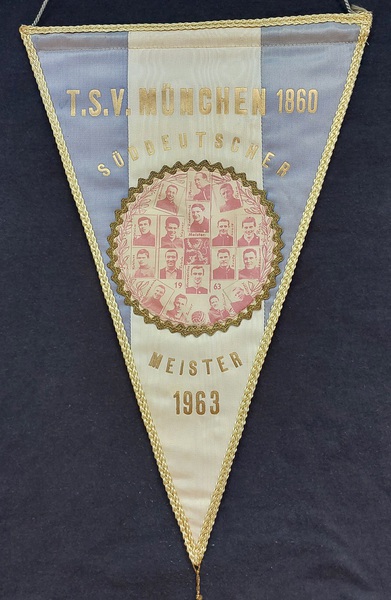 T.S.V. MÜNCHEN 1860
SÜDDEUTSCHER
19 63
MEISTER
1963